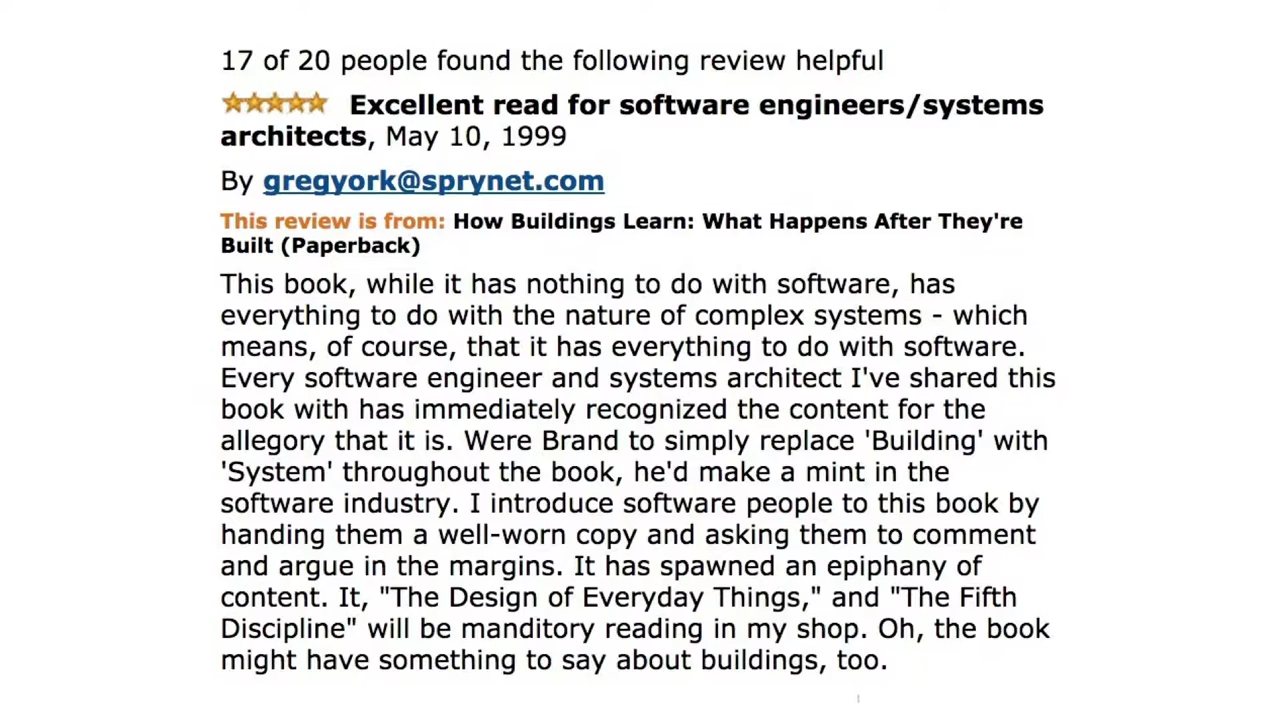 17 of 20 people found the following review helpful
Excellent read for software engineers/systems
architects, May 10, 1999
By gregyork@sprynet.com
This review is from: How Buildings Learn: What Happens After They're
Built (Paperback)
This book, while it has nothing to do with software, has
everything to do with the nature of complex systems - which
means, of course, that it has everything to do with software.
Every software engineer and systems architect I've shared this
book with has immediately recognized the content for the
allegory that it is. Were Brand to simply replace 'Building' with
'System' throughout the book, he'd make a mint in the
software industry. I introduce software people to this book by
handing them a well-worn copy and asking them to comment
and argue in the margins. It has spawned an epiphany of
content. It, "The Design of Everyday Things," and "The Fifth
Discipline" will be manditory reading in my shop. Oh, the book
might have something to say about buildings, too.